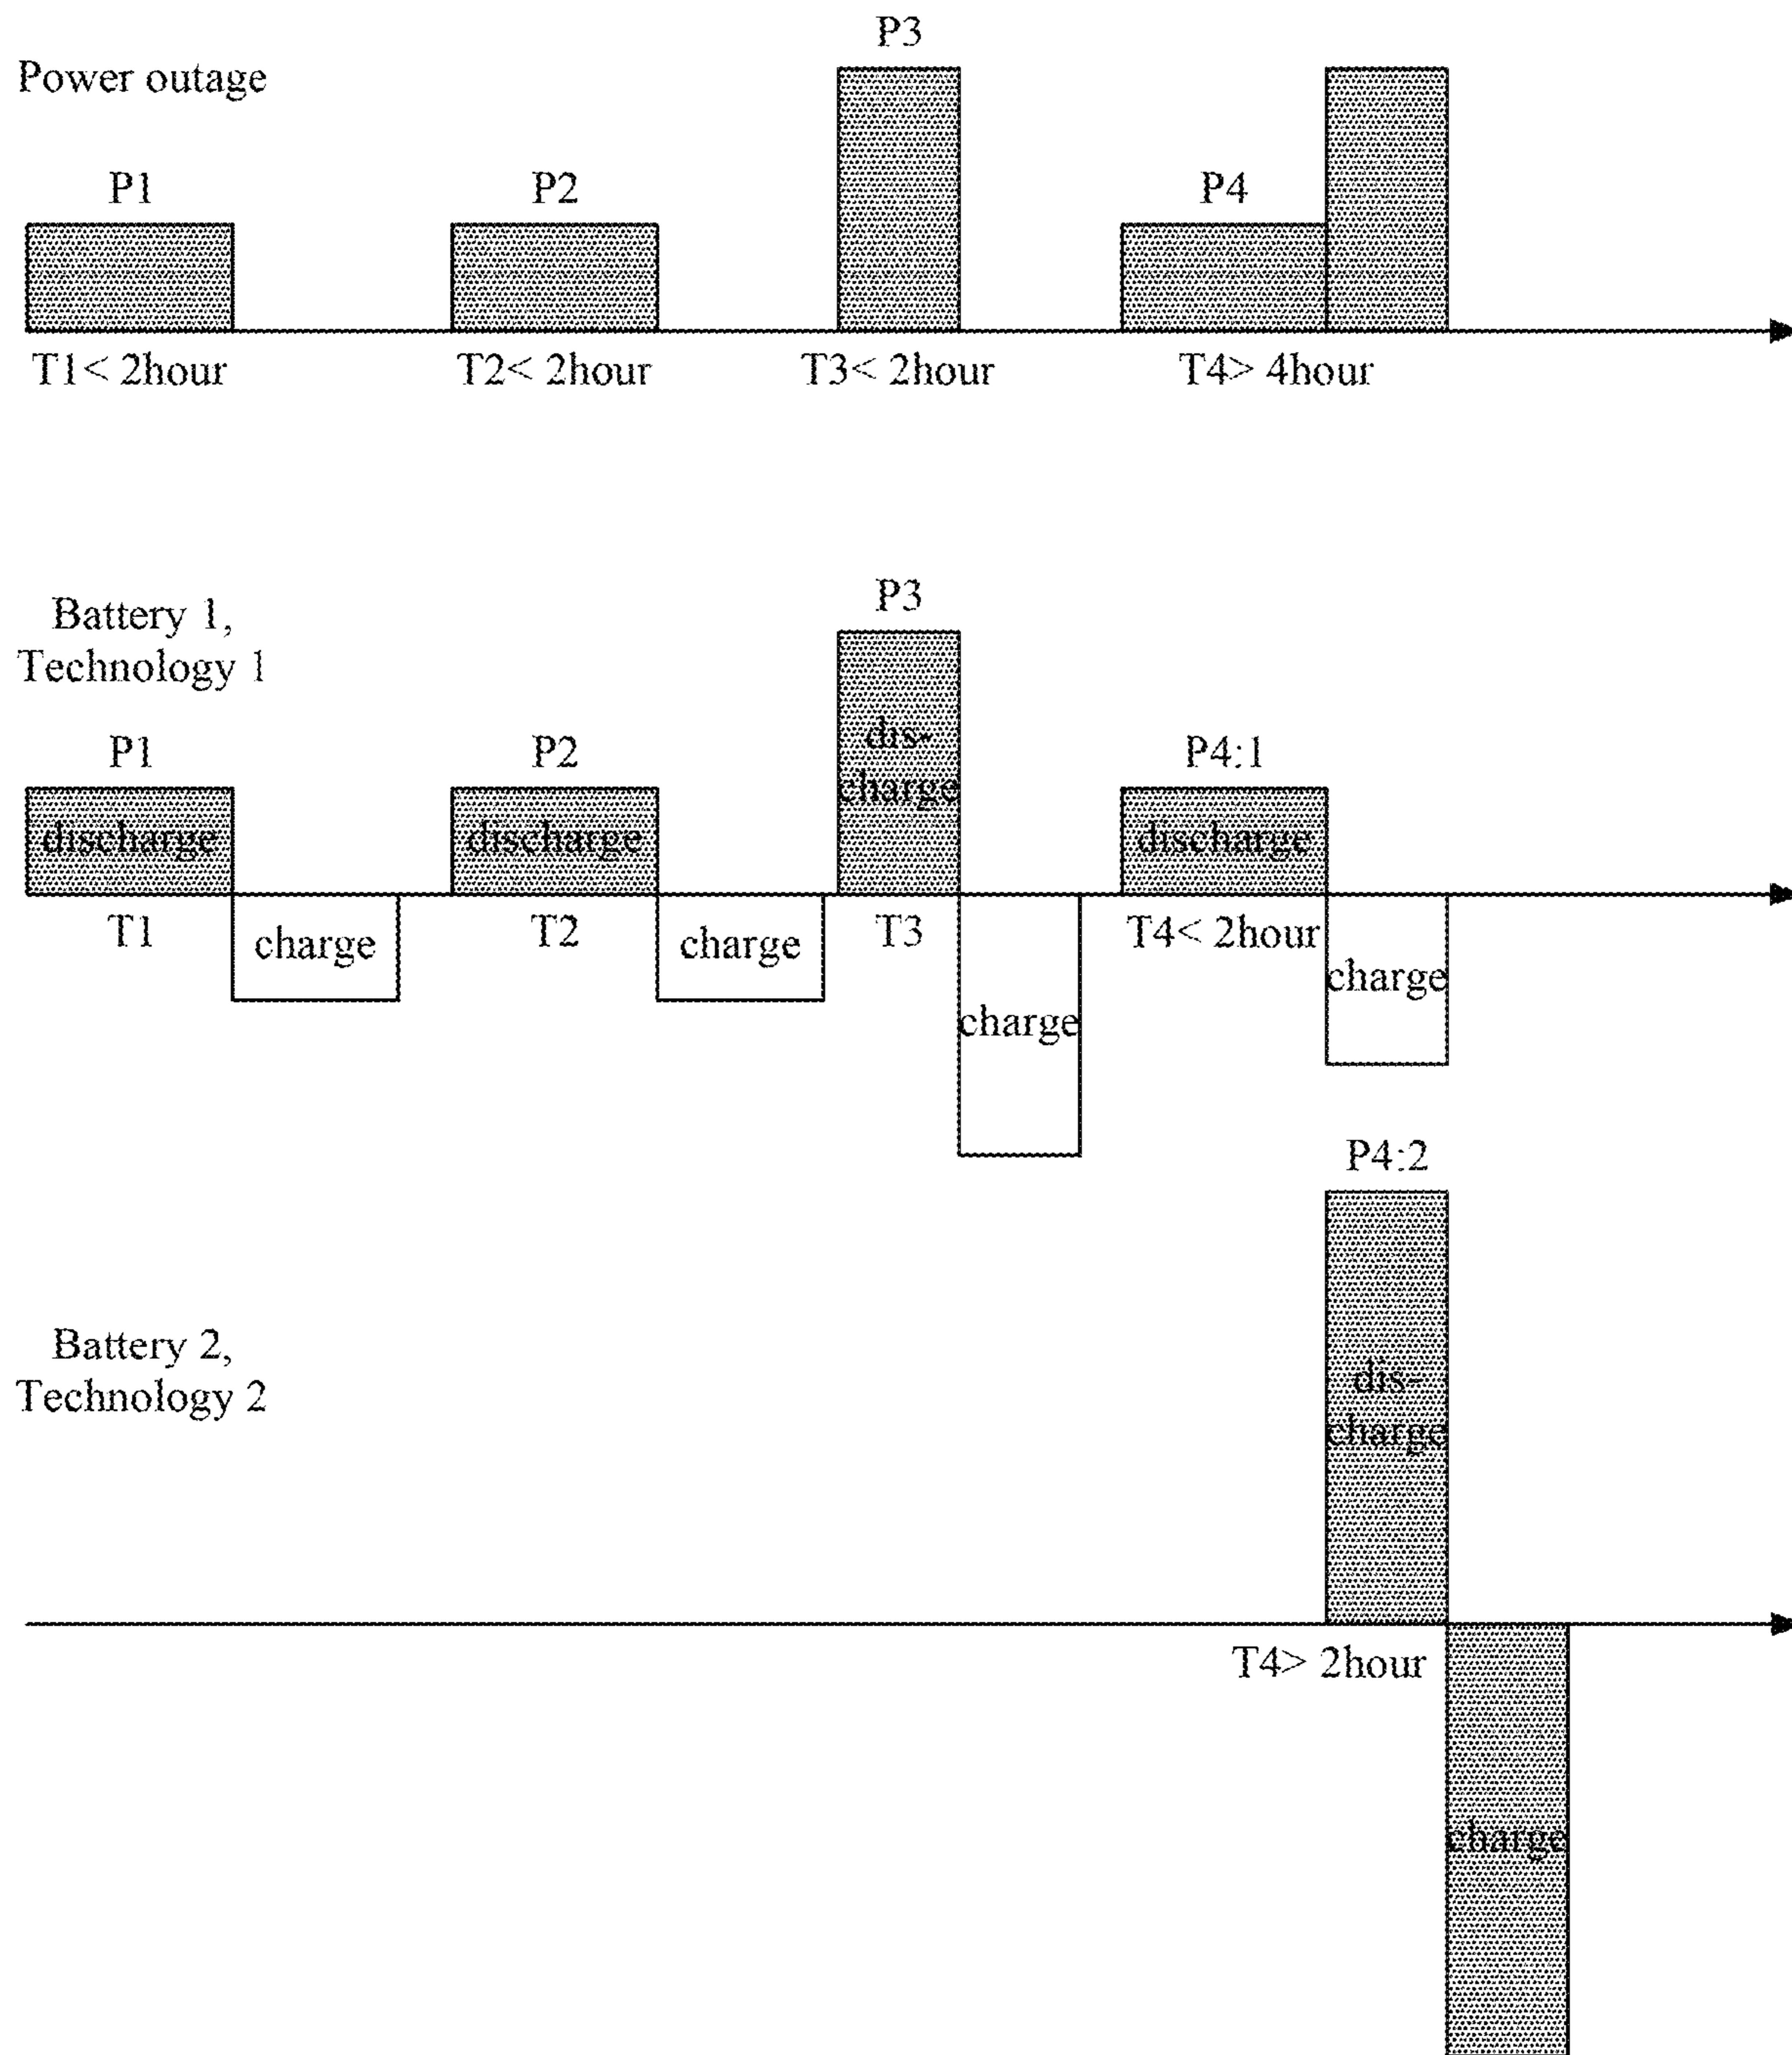 P3
Power outage
P1
P2
P4
T1< 2hour
T2< 2hour
T3< 2hour
T4> 4hour
Battery 1,
Technology 1
P3
P1
P2
P4:1
dis-
charge
discharge
discharge
discharge
T1
charge
T2
charge
T3
charge
T4< 2hour
charge
P4:2
Battery 2,
Technology 2
dis-
charge
T4> 2hour
charge